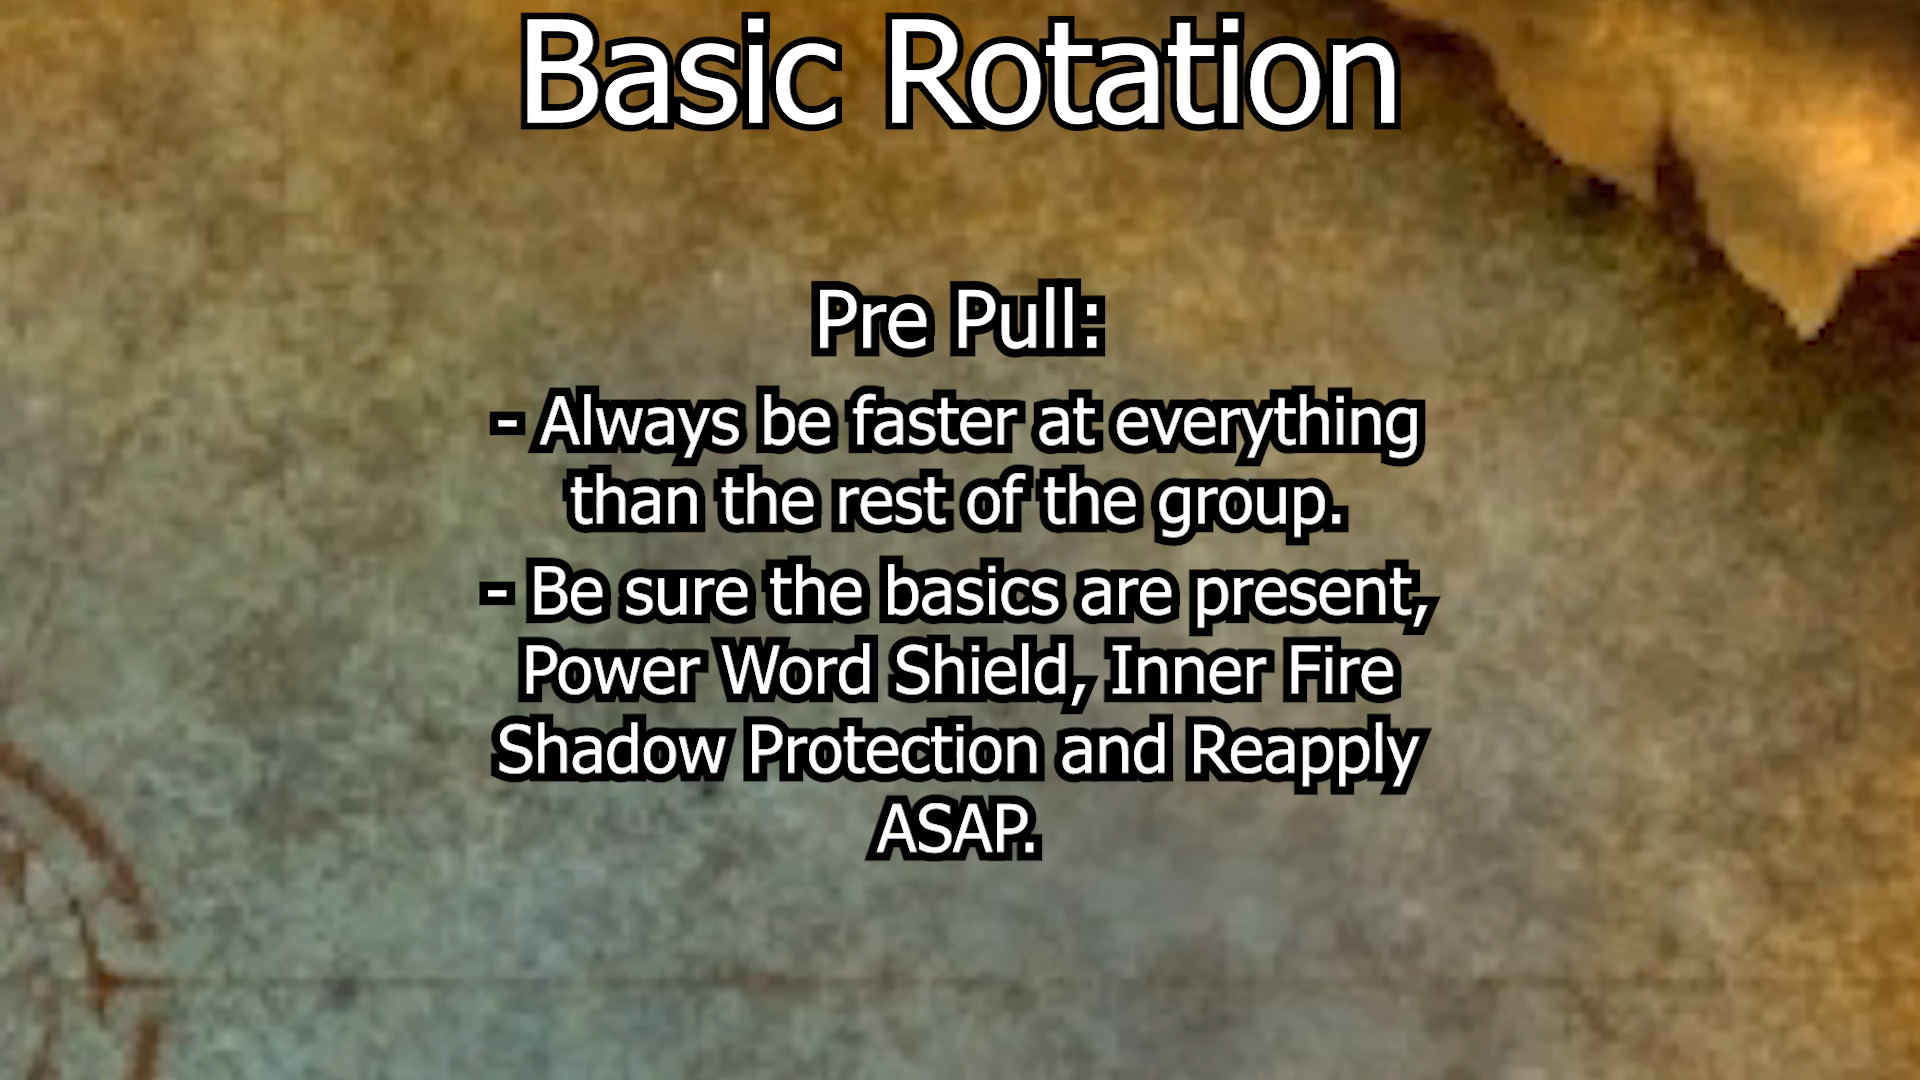 Basic Rotation
Pre Pull:
- Always be faster at everything
than the rest of the group.
- Be sure the basics are present,
Power Word Shield, Inner Fire
Shadow Protection and Reapply
ASAP.